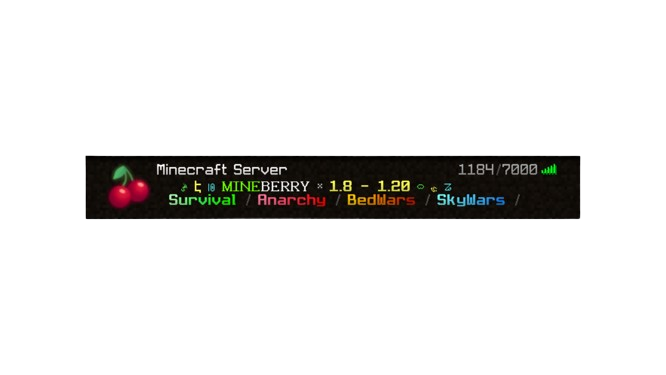 Minecraft Server 1184/7000
MINEBERRY × 1.8 - 1.20
Survival / Anarchy / BedWars / SkyWars /